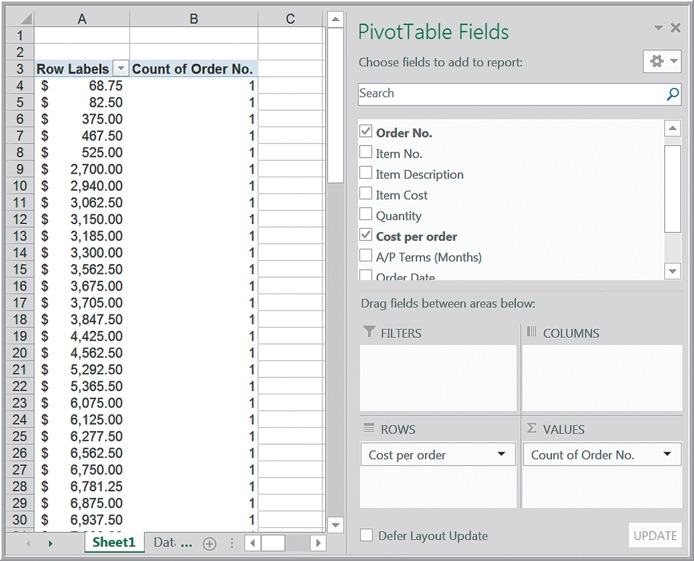 A B C
1
2
3 Row Labels Count of Order No.
4 $ 68.75 1
5 $ 82.50 1
6 $ 375.00 1
7 $ 467.50 1
8 $ 525.00 1
9 $ 2,700.00 1
10 $ 2,940.00 1
11 $ 3,062.50 1
12 $ 3,150.00 1
13 $ 3,185.00 1
14 $ 3,300.00 1
15 $ 3,562.50 1
16 $ 3,675.00 1
17 $ 3,705.00 1
18 $ 3,847.50 1
19 $ 4,425.00 1
20 $ 4,562.50 1
21 $ 5,292.50 1
22 $ 5,365.50 1
23 $ 6,075.00 1
24 $ 6,125.00 1
25 $ 6,277.50 1
26 $ 6,562.50 1
27 $ 6,750.00 1
28 $ 6,781.25 1
29 $ 6,875.00 1
30 $ 6,937.50 1
Sheet1 Dat ...
PivotTable Fields
Choose fields to add to report:
Search
Order No.
Item No.
Item Description
Item Cost
Quantity
Cost per order
A/P Terms (Months)
Order Date
Drag fields between areas below:
FILTERS
COLUMNS
ROWS
Σ VALUES
Cost per order
Count of Order No.
Defer Layout Update
UPDATE